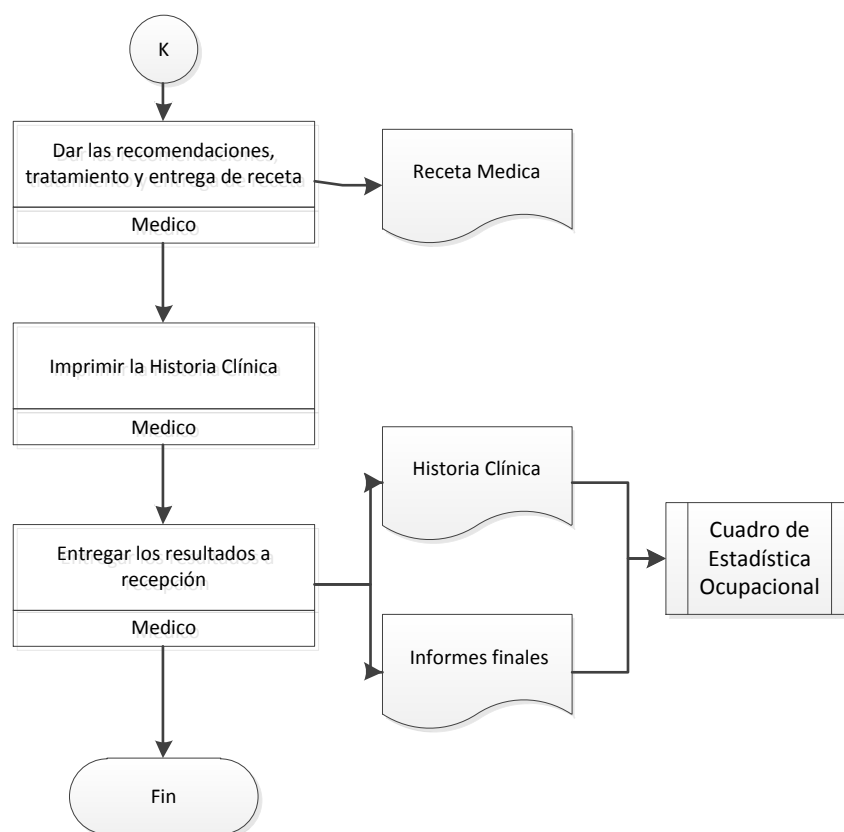 K
Dar las recomendaciones,
tratamiento y entrega de receta
Medico
Receta Medica
Imprimir la Historia Clínica
Medico
Historia Clínica
Entregar los resultados a
recepción
Medico
Informes finales
Cuadro de
Estadística
Ocupacional
Fin